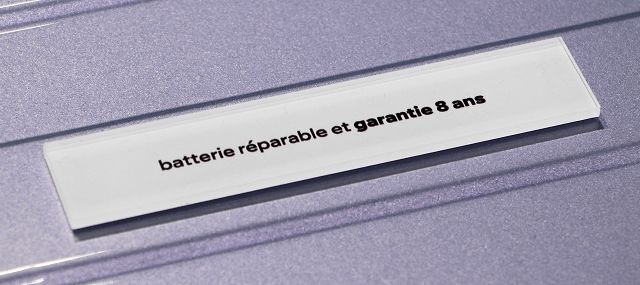 batterie réparable et garantie 8 ans